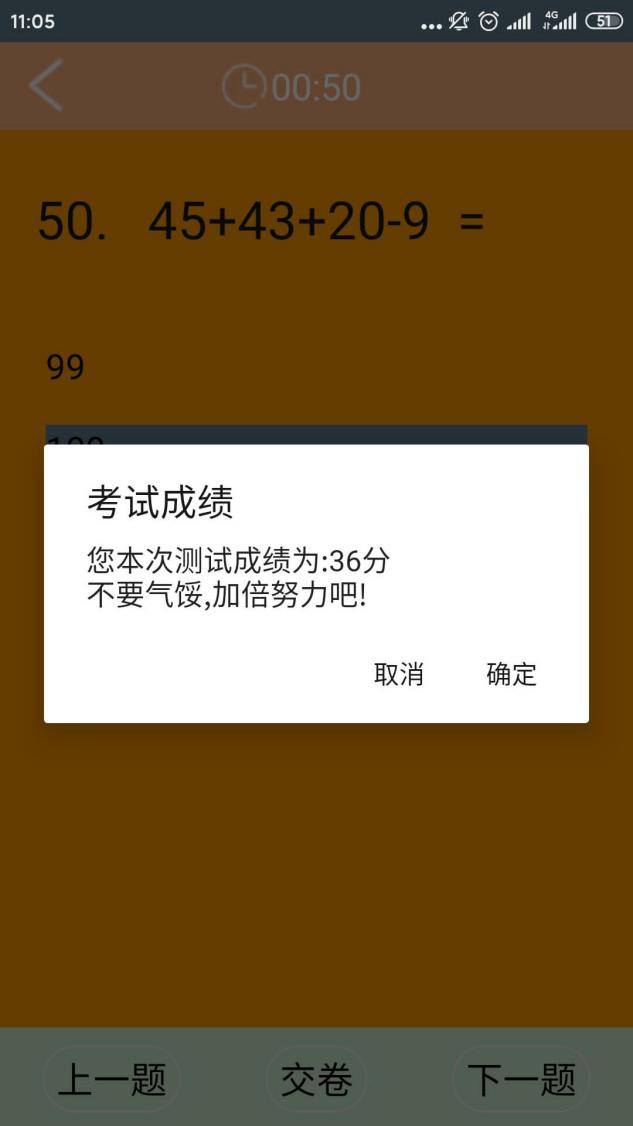 11:05
4G
51
00:50
50. 45+43+20-9 =
99
考试成绩
您本次测试成绩为:36分
不要气馁,加倍努力吧!
取消 确定
上一题 交卷 下一题